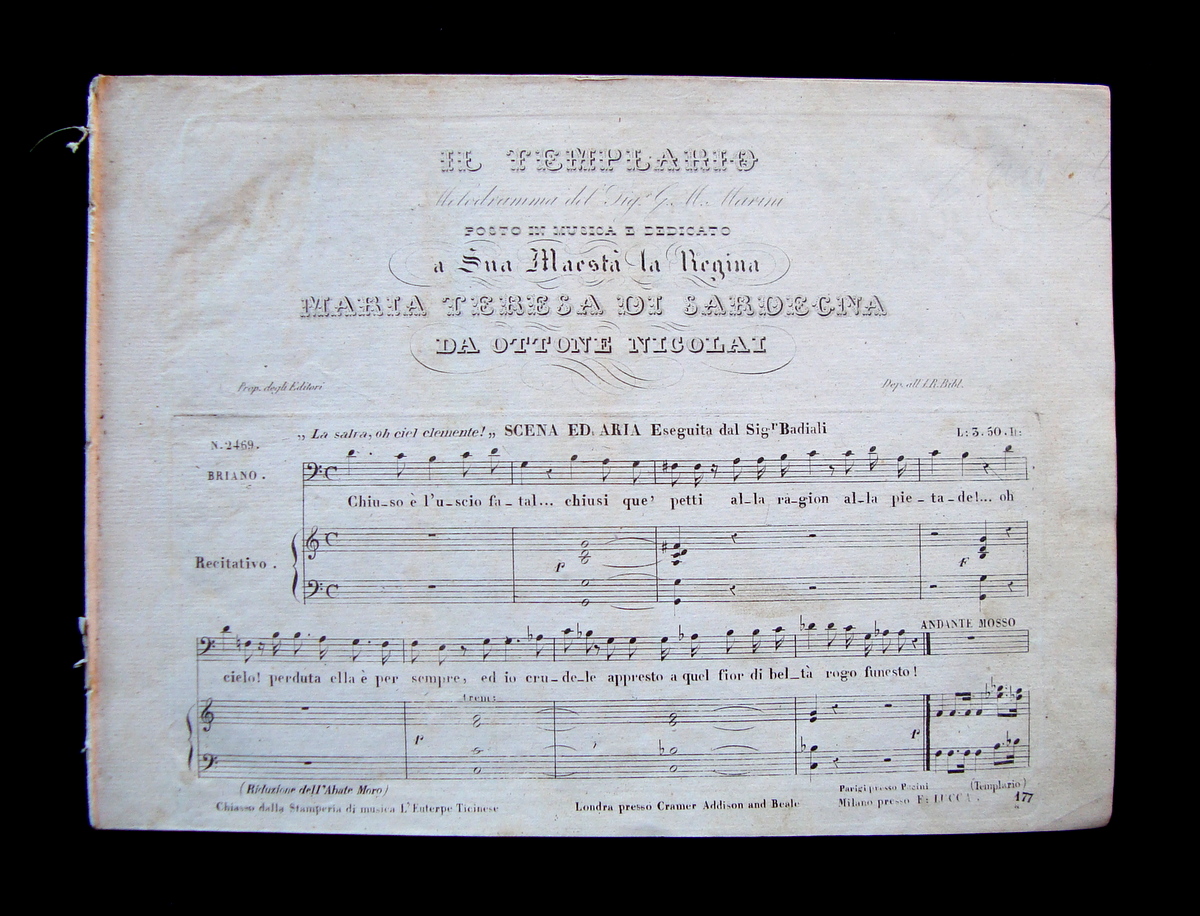 IL TEMPLARIO
Melodramma del Sigr. G. M. Marini
POSTO IN MUSICA E DEDICATO
a Sua Maestà la Regina
MARIA TERESA DI SARDEGNA
DA OTTONE NICOLAI
Prop. degli Editori
Dep. all I.R. Bibl.
N. 2469.
„ La salva, oh ciel clemente! „ SCENA ED ARIA Eseguita dal Sigr Badiali
L: 3. 50. It:
BRIANO.
Chiu_so è l'u_scio fa_tal... chiusi que' petti al_la ra_gion al_la pie_ta_de!... oh
Recitativo.
P
F
ANDANTE MOSSO
cielo! perduta ella è per sempre, ed io cru_de_le appresto a quel fior di bel_tà rogo funesto!
Trem:
P
P
(Riduzione dell'Abate Moro)
Parigi presso Pacini
(Templario)
Chiasso dalla Stamperia di musica L'Euterpe Ticinese
Londra presso Cramer Addison and Beale
Milano presso F: LUCCA.
177